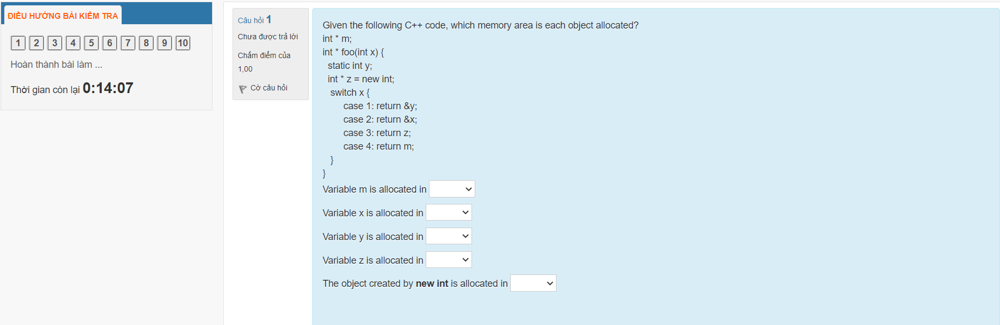 ĐIỀU HƯỚNG BÀI KIỂM TRA
1 2 3 4 5 6 7 8 9 10
Hoàn thành bài làm ...
Thời gian còn lại 0:14:07
Câu hỏi 1
Chưa được trả lời
Chấm điểm của
1,00
Cờ câu hỏi
Given the following C++ code, which memory area is each object allocated?
int * m;
int * foo(int x) {
static int y;
int * z = new int;
switch x {
case 1: return &y;
case 2: return &x;
case 3: return z;
case 4: return m;
}
}
Variable m is allocated in
Variable x is allocated in
Variable y is allocated in
Variable z is allocated in
The object created by new int is allocated in